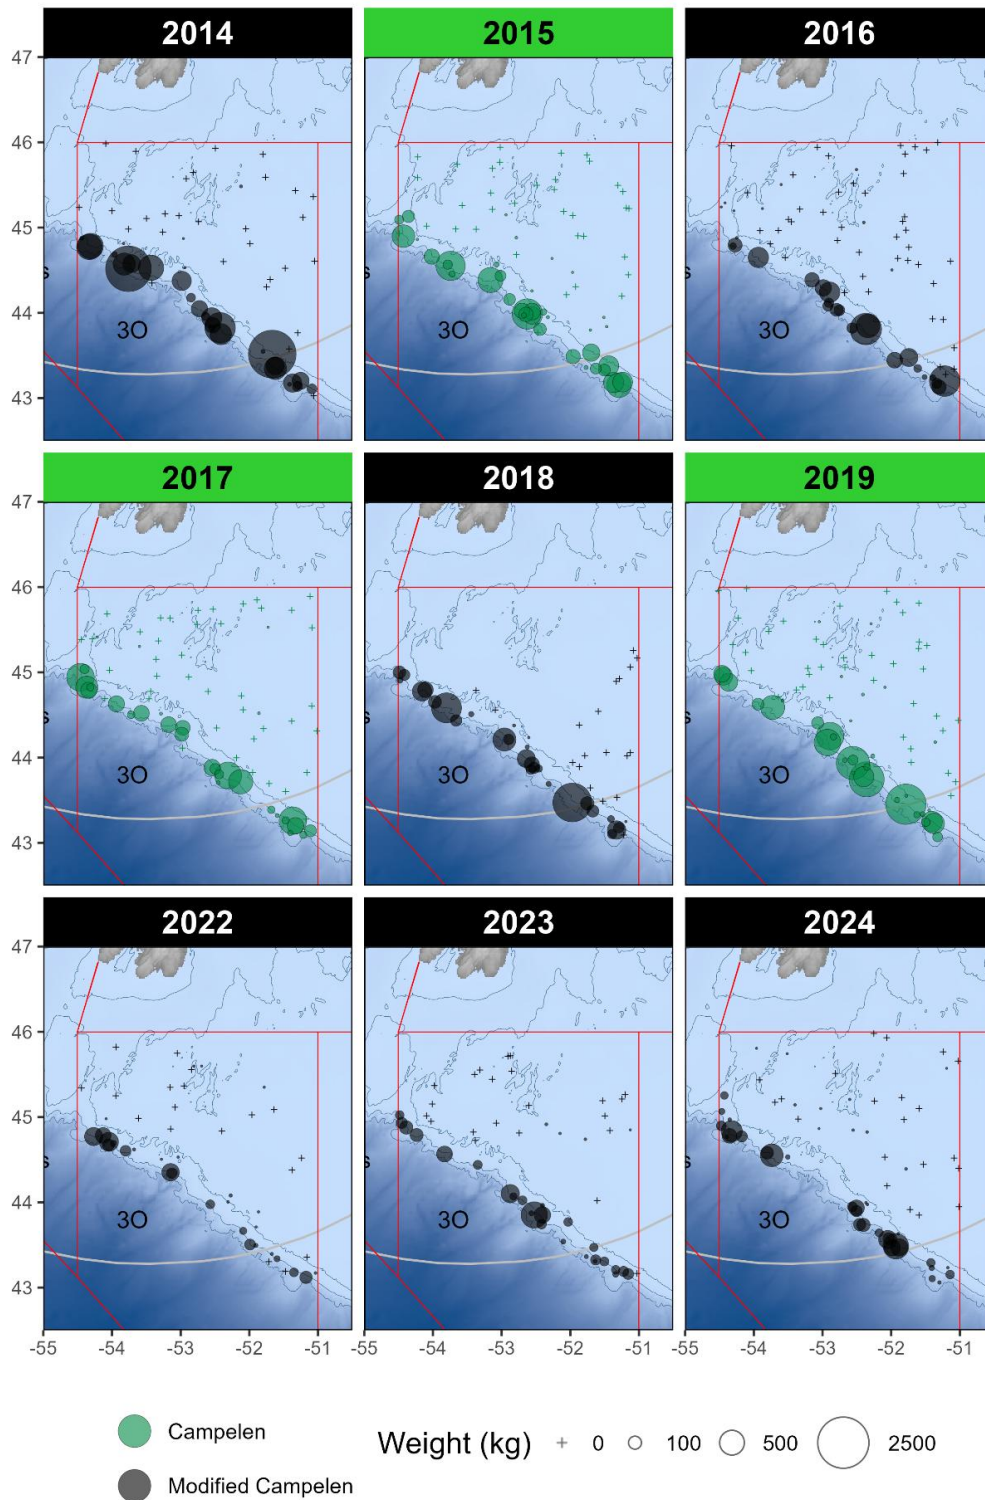 2014 2015 2016
47
46
45
44
43
s
3O 3O 3O
2017 2018 2019
47
46
45
44
43
s
3O 3O 3O
2022 2023 2024
47
46
45
44
43
s
3O 3O 3O
-55 -54 -53 -52 -51 -55 -54 -53 -52 -51 -55 -54 -53 -52 -51
Campelen
Modified Campelen
Weight (kg) 0 100 500 2500